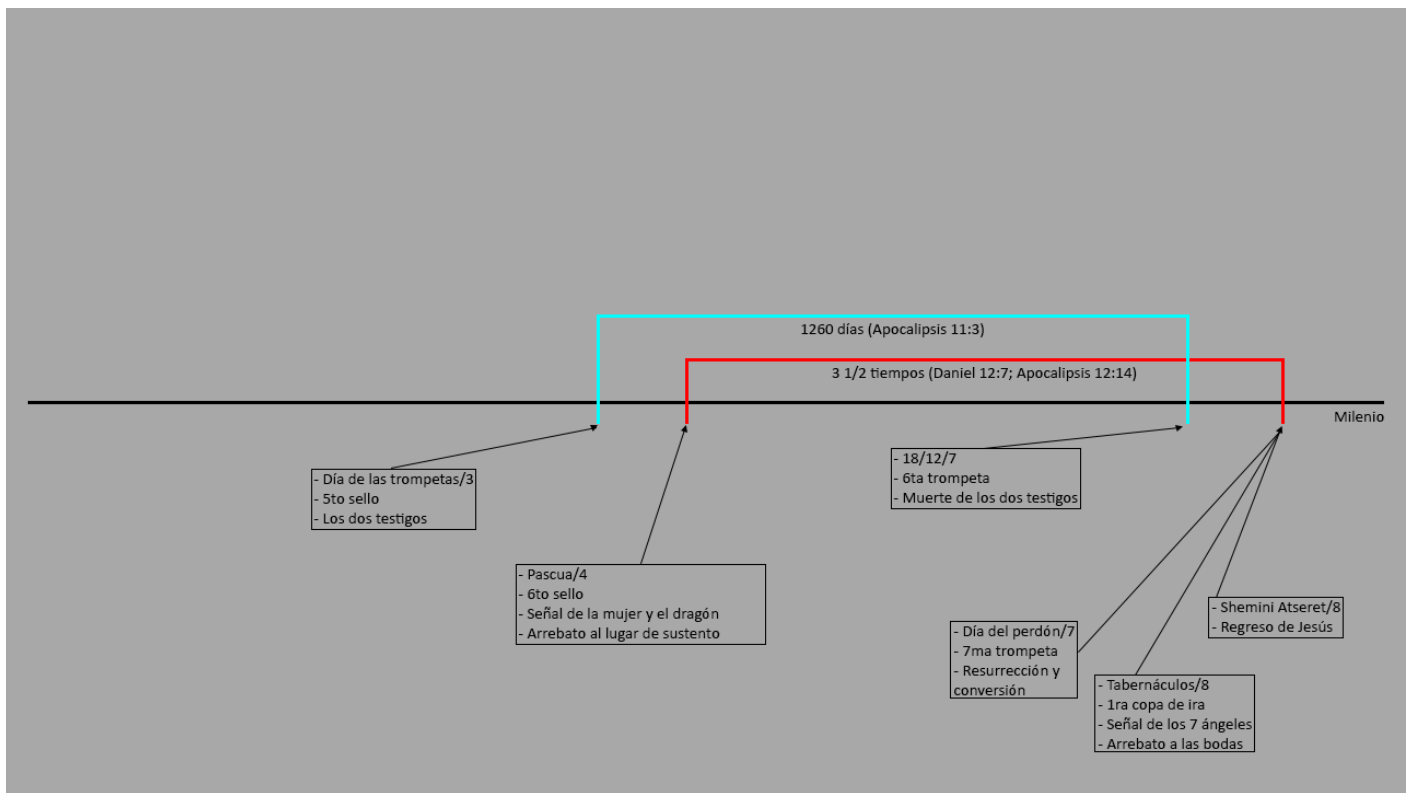 1260 días (Apocalipsis 11:3)
3 1/2 tiempos (Daniel 12:7; Apocalipsis 12:14)
Milenio
- Día de las trompetas/3
- 5to sello
- Los dos testigos
- 18/12/7
- 6ta trompeta
- Muerte de los dos testigos
- Pascua/4
- 6to sello
- Señal de la mujer y el dragón
- Arrebato al lugar de sustento
- Día del perdón/7
- 7ma trompeta
- Resurrección y
conversión
- Tabernáculos/8
- 1ra copa de ira
- Señal de los 7 ángeles
- Arrebato a las bodas
- Shemini Atseret/8
- Regreso de Jesús